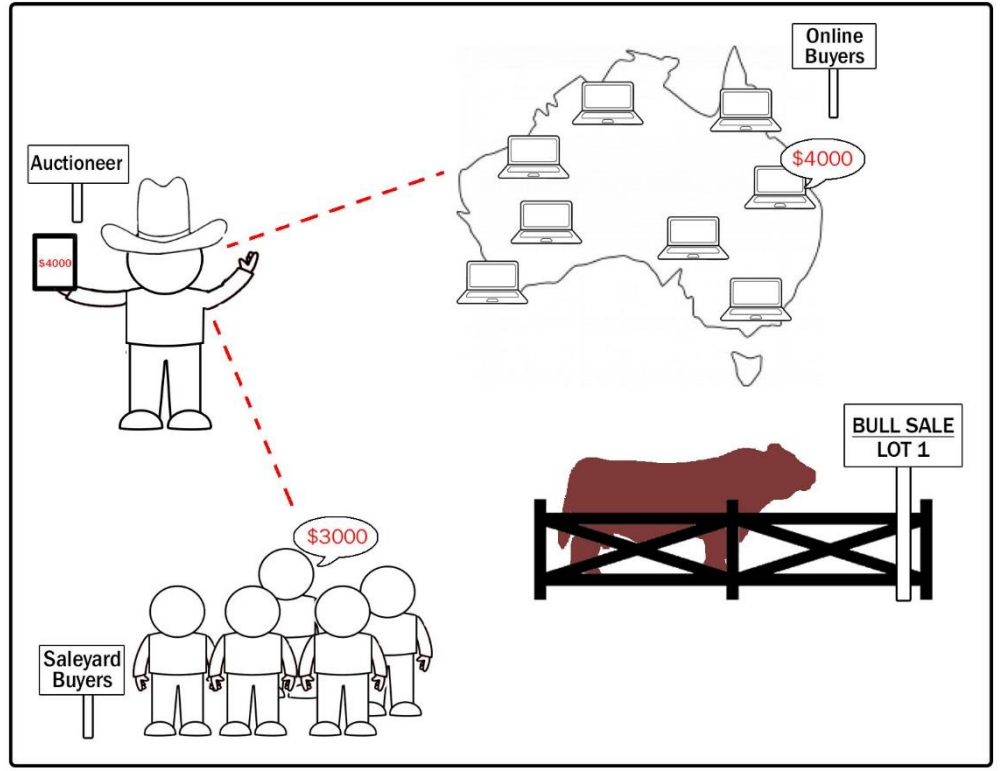 Online
Buyers
Auctioneer
$4000
$4000
BULL SALE
LOT 1
$3000
Saleyard
Buyers